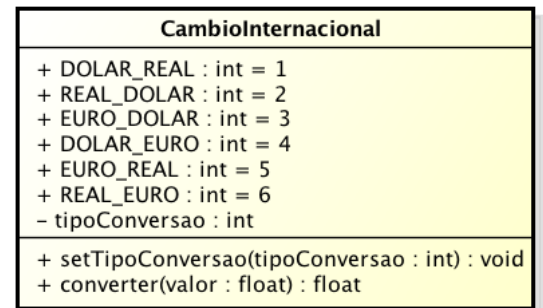 CambioInternacional
+ DOLAR_REAL : int = 1
+ REAL_DOLAR : int = 2
+ EURO_DOLAR : int = 3
+ DOLAR_EURO : int = 4
+ EURO_REAL : int = 5
+ REAL_EURO : int = 6
– tipoConversao : int
+ setTipoConversao(tipoConversao : int) : void
+ converter(valor : float) : float